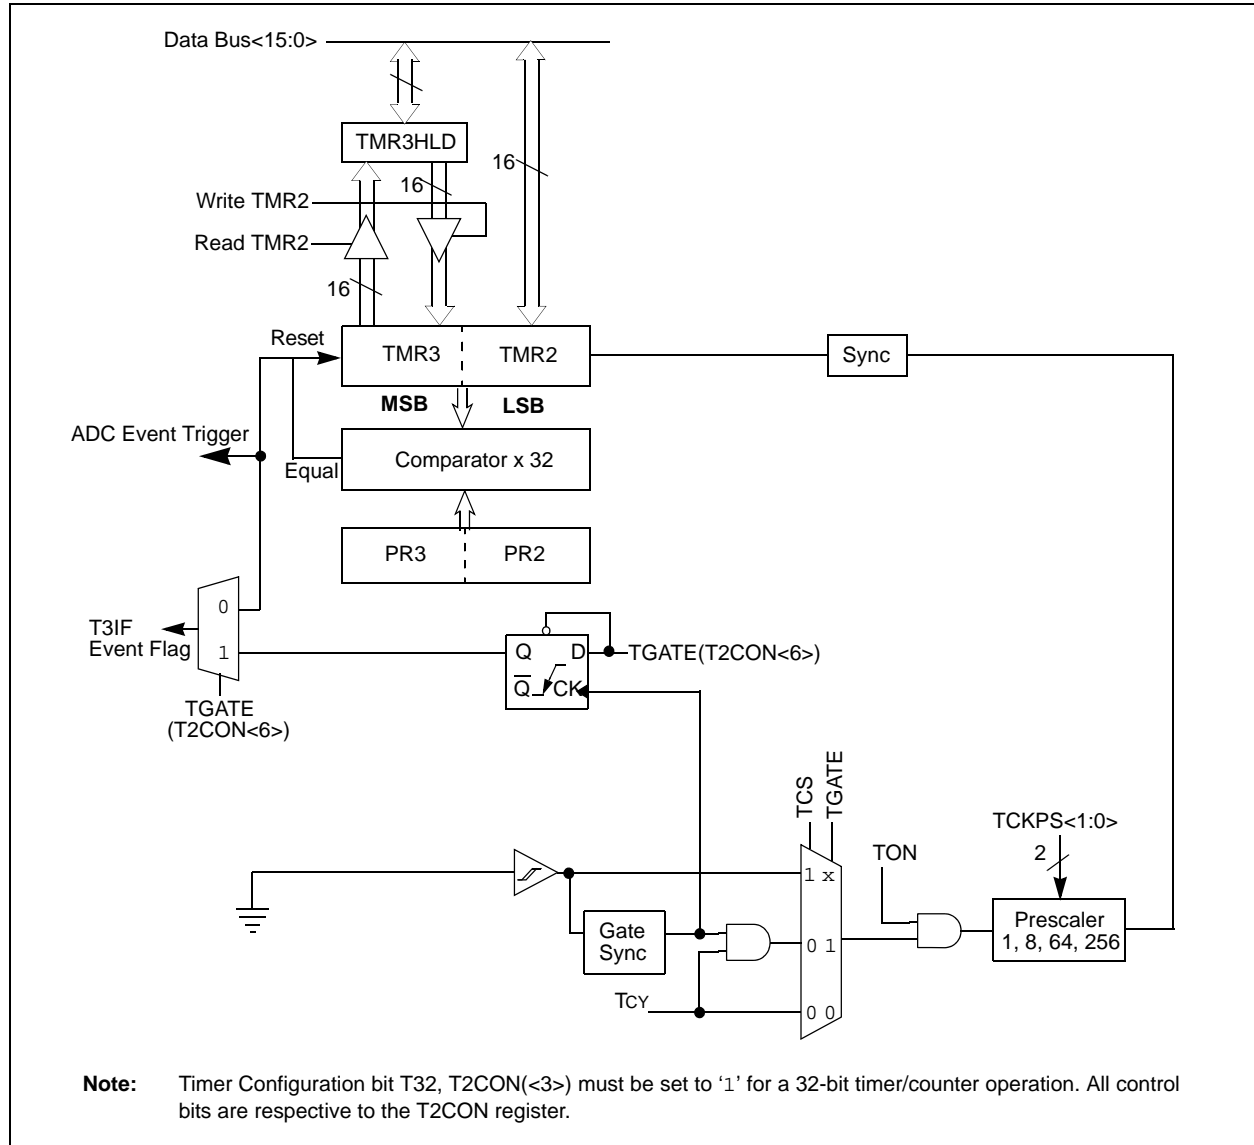 Data Bus<15:0>
TMR3HLD
16
16
Write TMR2
Read TMR2
16
Reset
TMR3
TMR2
Sync
MSB
LSB
ADC Event Trigger
Equal
Comparator x 32
PR3
PR2
0
T3IF
Event Flag
1
Q
D
TGATE(T2CON<6>)
Q
CK
TGATE
(T2CON<6>)
TCS
TGATE
TCKPS<1:0>
2
TON
1 x
Gate
Sync
0 1
Prescaler
1, 8, 64, 256
TCY
0 0
Note: Timer Configuration bit T32, T2CON(<3>) must be set to ‘1’ for a 32-bit timer/counter operation. All control
bits are respective to the T2CON register.